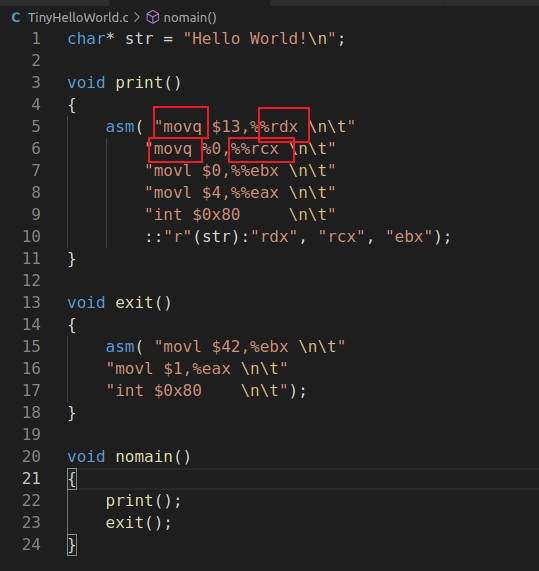 C TinyHelloWorld.c > nomain()
1 char* str = "Hello World!\n";
2
3 void print()
4 {
5 asm( "movq $13,%%rdx \n\t"
6 "movq %0,%%rcx \n\t"
7 "movl $0,%%ebx \n\t"
8 "movl $4,%%eax \n\t"
9 "int $0x80 \n\t"
10 ::"r"(str):"rdx", "rcx", "ebx");
11 }
12
13 void exit()
14 {
15 asm( "movl $42,%ebx \n\t"
16 "movl $1,%eax \n\t"
17 "int $0x80 \n\t");
18 }
19
20 void nomain()
21 {
22 print();
23 exit();
24 }